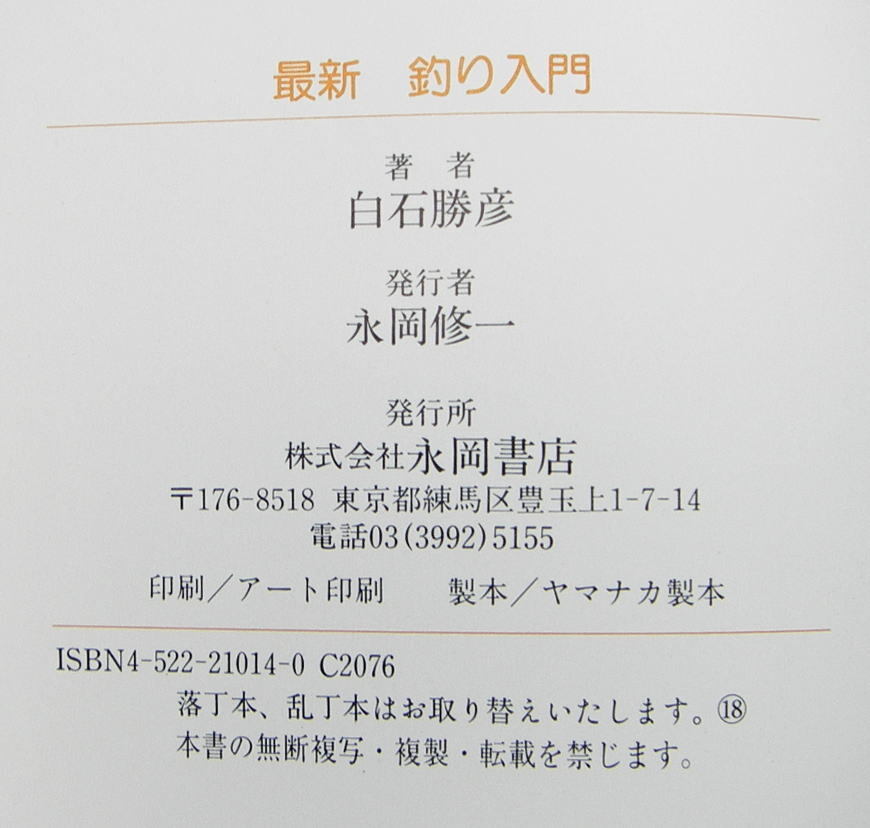 最新　釣り入門
著　者
白石勝彦
発行者
永岡修一
発行所
株式会社永岡書店
〒176-8518 東京都練馬区豊玉上1-7-14
電話03(3992)5155
印刷／アート印刷　　製本／ヤマナカ製本
ISBN4-522-21014-0 C2076
落丁本、乱丁本はお取り替えいたします。⑱
本書の無断複写・複製・転載を禁じます。